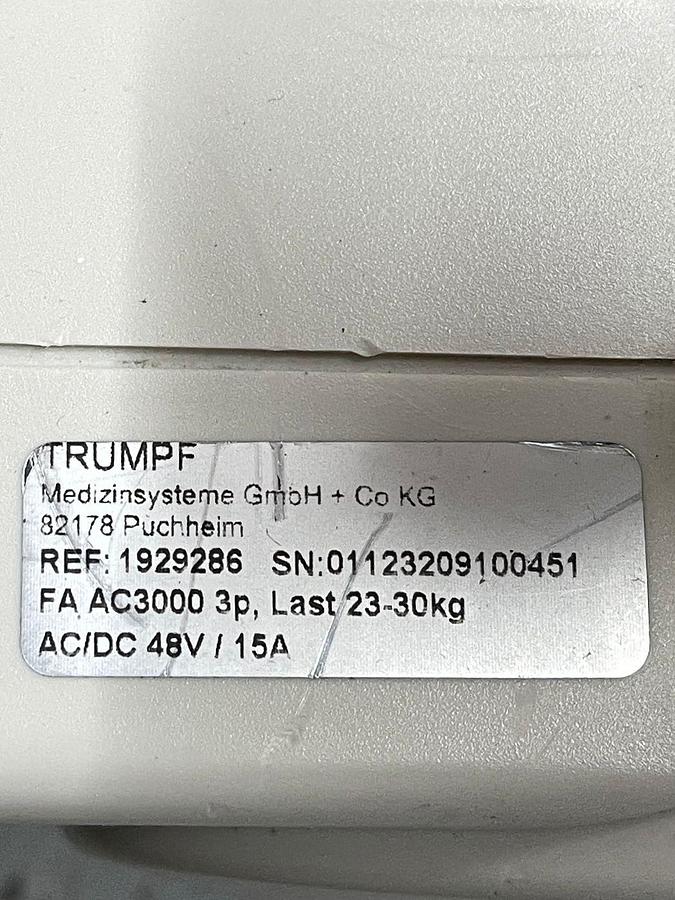 TRUMPF
Medizinsysteme GmbH + Co KG
82178 Puchheim
REF: 1929286 SN:01123209100451
FA AC3000 3p, Last 23-30kg
AC/DC 48V / 15A